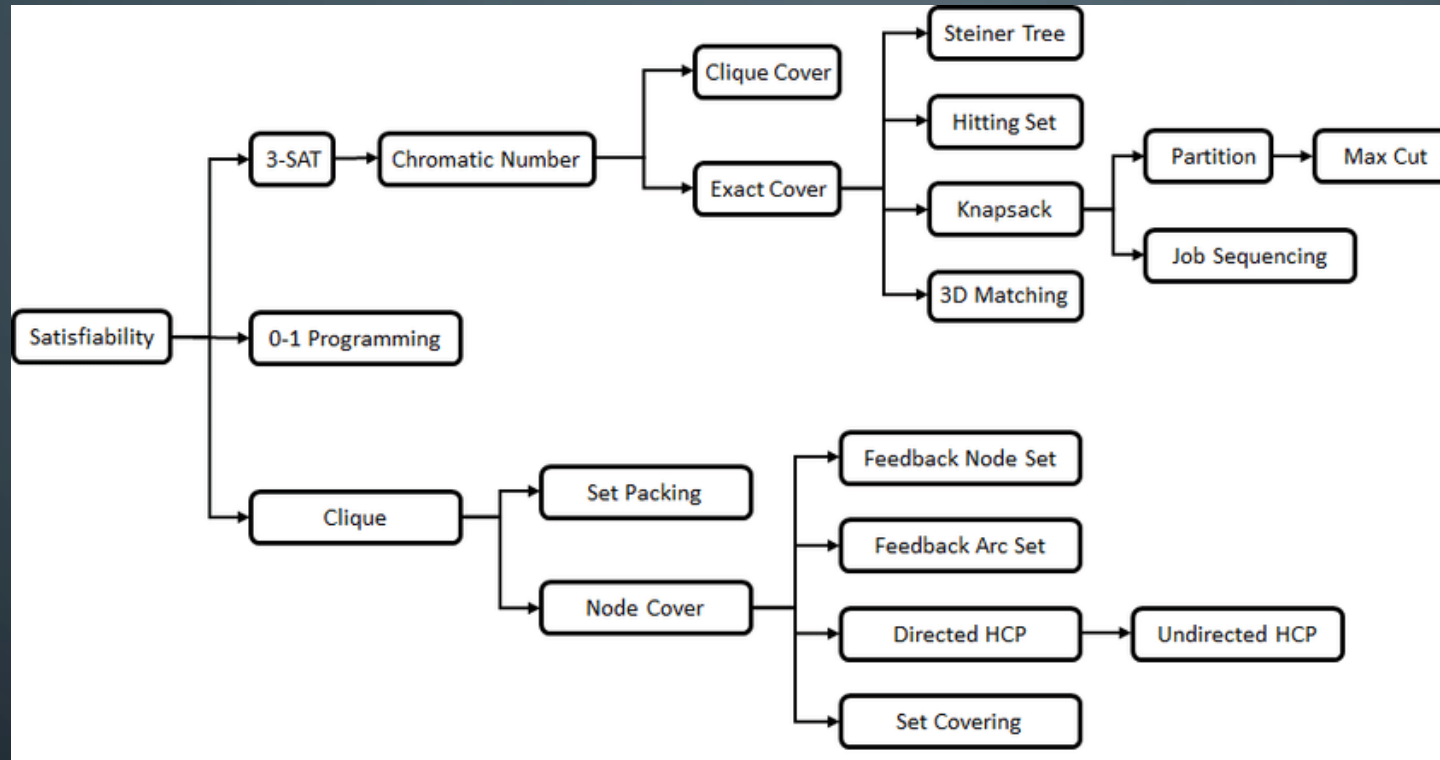 Steiner Tree
Clique Cover
Hitting Set
3-SAT
Chromatic Number
Partition
Max Cut
Exact Cover
Knapsack
Job Sequencing
3D Matching
Satisfiability
0-1 Programming
Feedback Node Set
Set Packing
Clique
Feedback Arc Set
Node Cover
Directed HCP
Undirected HCP
Set Covering